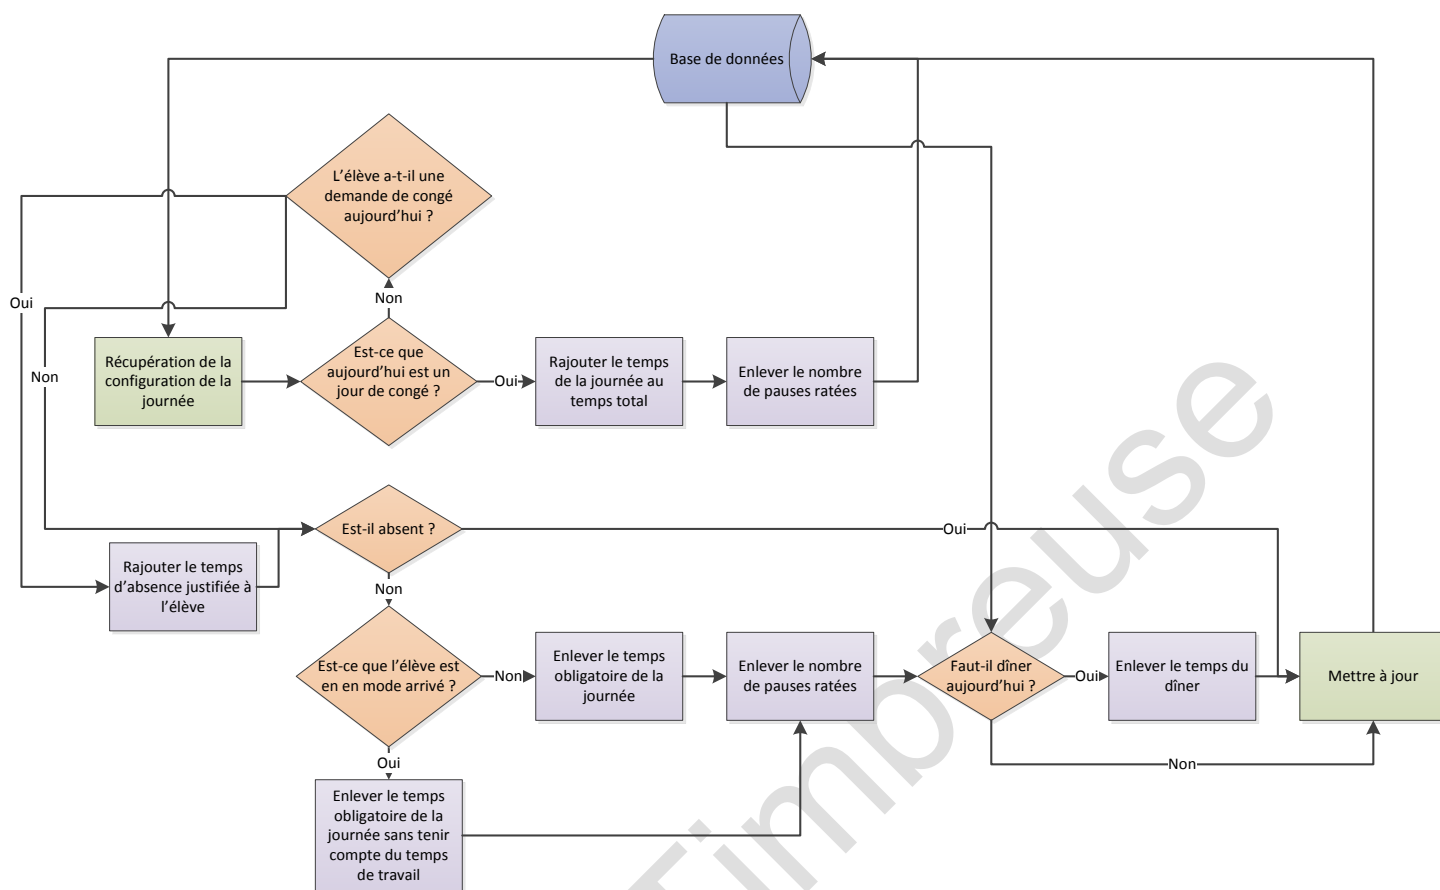 Base de données
L'élève a-t-il une
demande de congé
aujourd'hui ?
Oui
Non
Non
Récupération de la
configuration de la
journée
Est-ce que
aujourd'hui est un
jour de congé ?
Oui
Rajouter le temps
de la journée au
temps total
Enlever le nombre
de pauses ratées
Est-il absent ?
Oui
Rajouter le temps
d'absence justifiée à
l'élève
Non
Est-ce que l'élève est
en en mode arrivé ?
Non
Enlever le temps
obligatoire de la
journée
Enlever le nombre
de pauses ratées
Faut-il dîner
aujourd'hui ?
Oui
Enlever le temps du
dîner
Mettre à jour
Non
Oui
Enlever le temps
obligatoire de la
journée sans tenir
compte du temps
de travail
Timbreuse